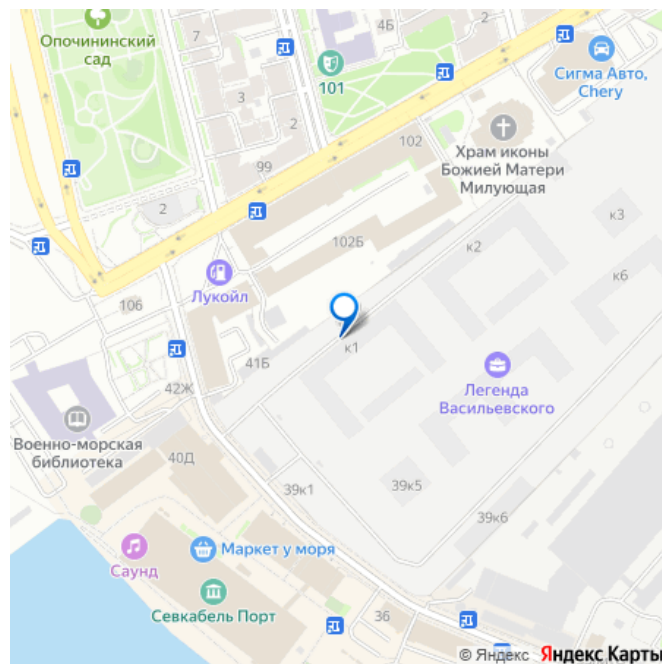 Опочининский
сад
7
4Б
101
Сигма Авто,
Chery
3
2
102
99
Храм иконы
Божией Матери
Милующая
2
102Б
к2
к3
к6
Лукойл
106
к1
41Б
42Ж
Легенда
Васильевского
Военно-морская
библиотека
40Д
39к1
39к5
39к6
Саунд
Маркет у моря
Севкабель Порт
36
© Яндекс Яндекс Карты